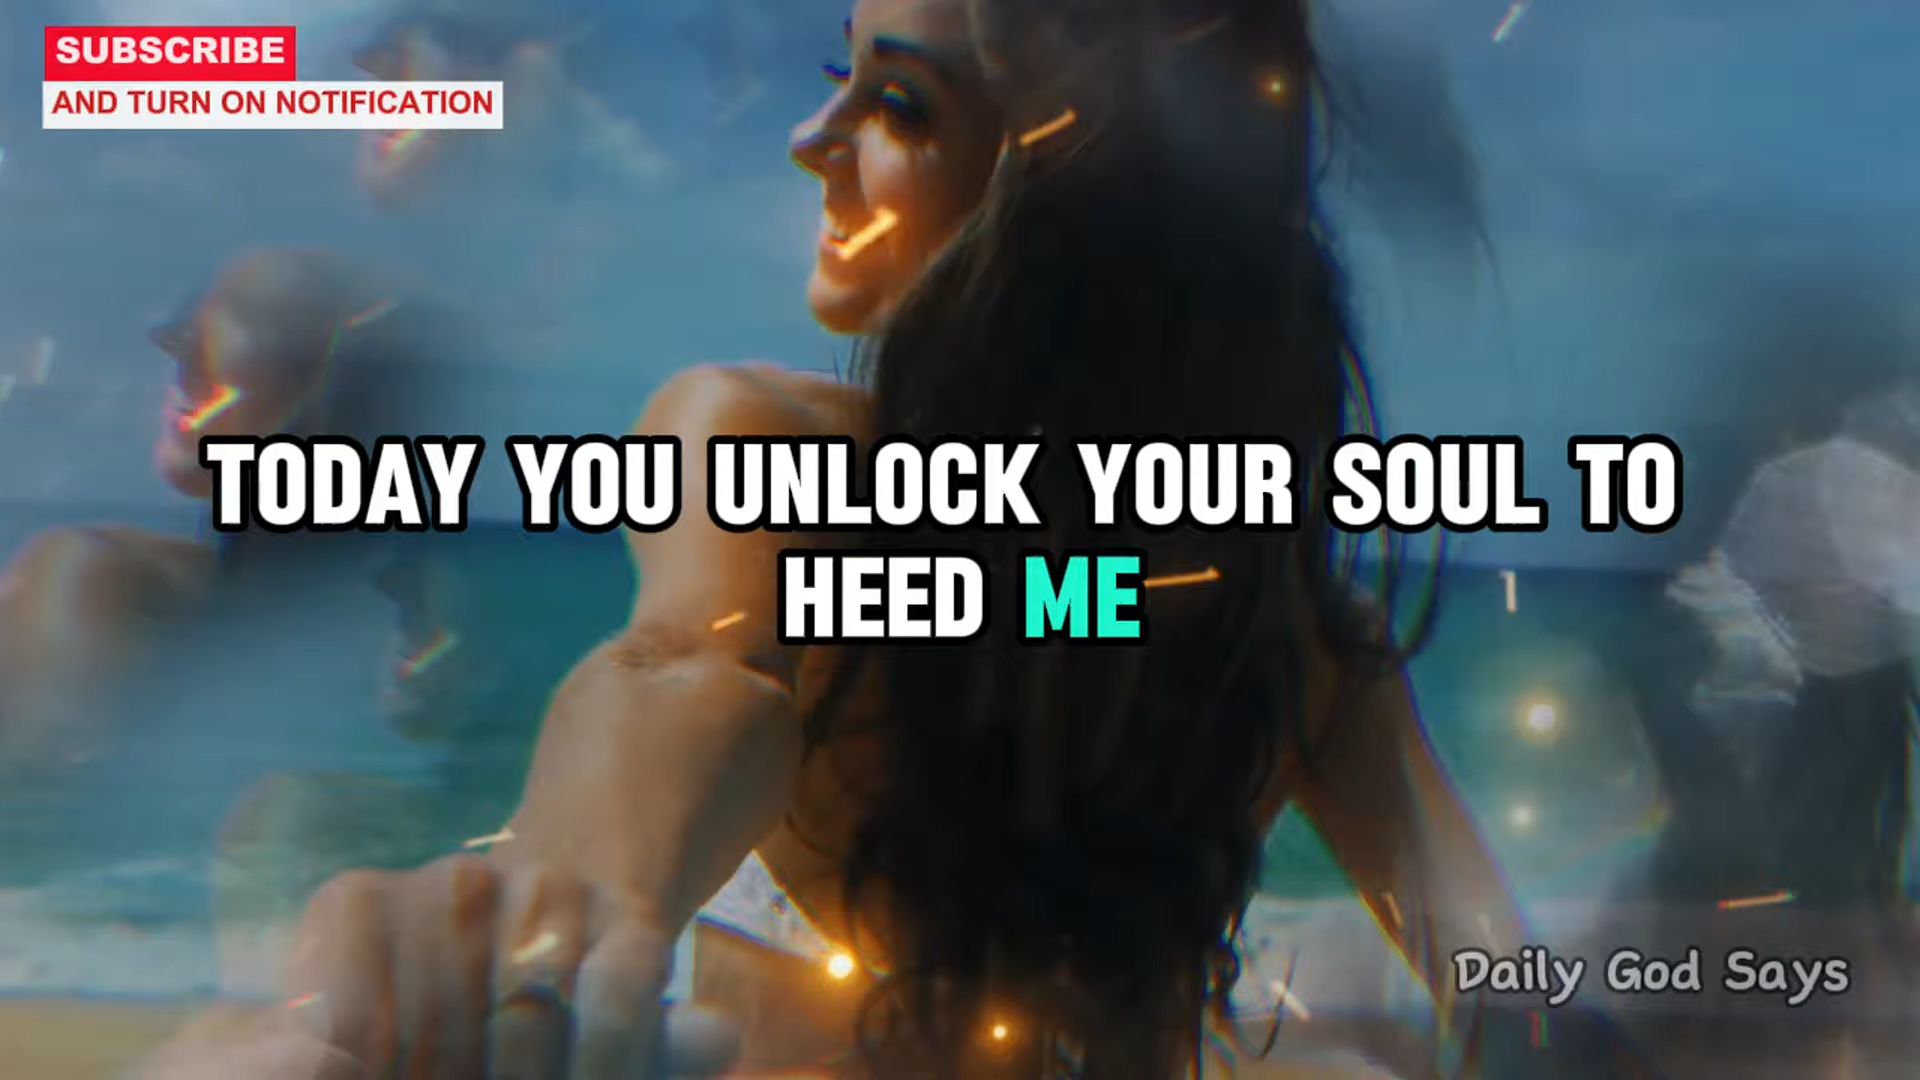 SUBSCRIBE
AND TURN ON NOTIFICATION
TODAY YOU UNLOCK YOUR SOUL TO
HEED ME
Daily God Says